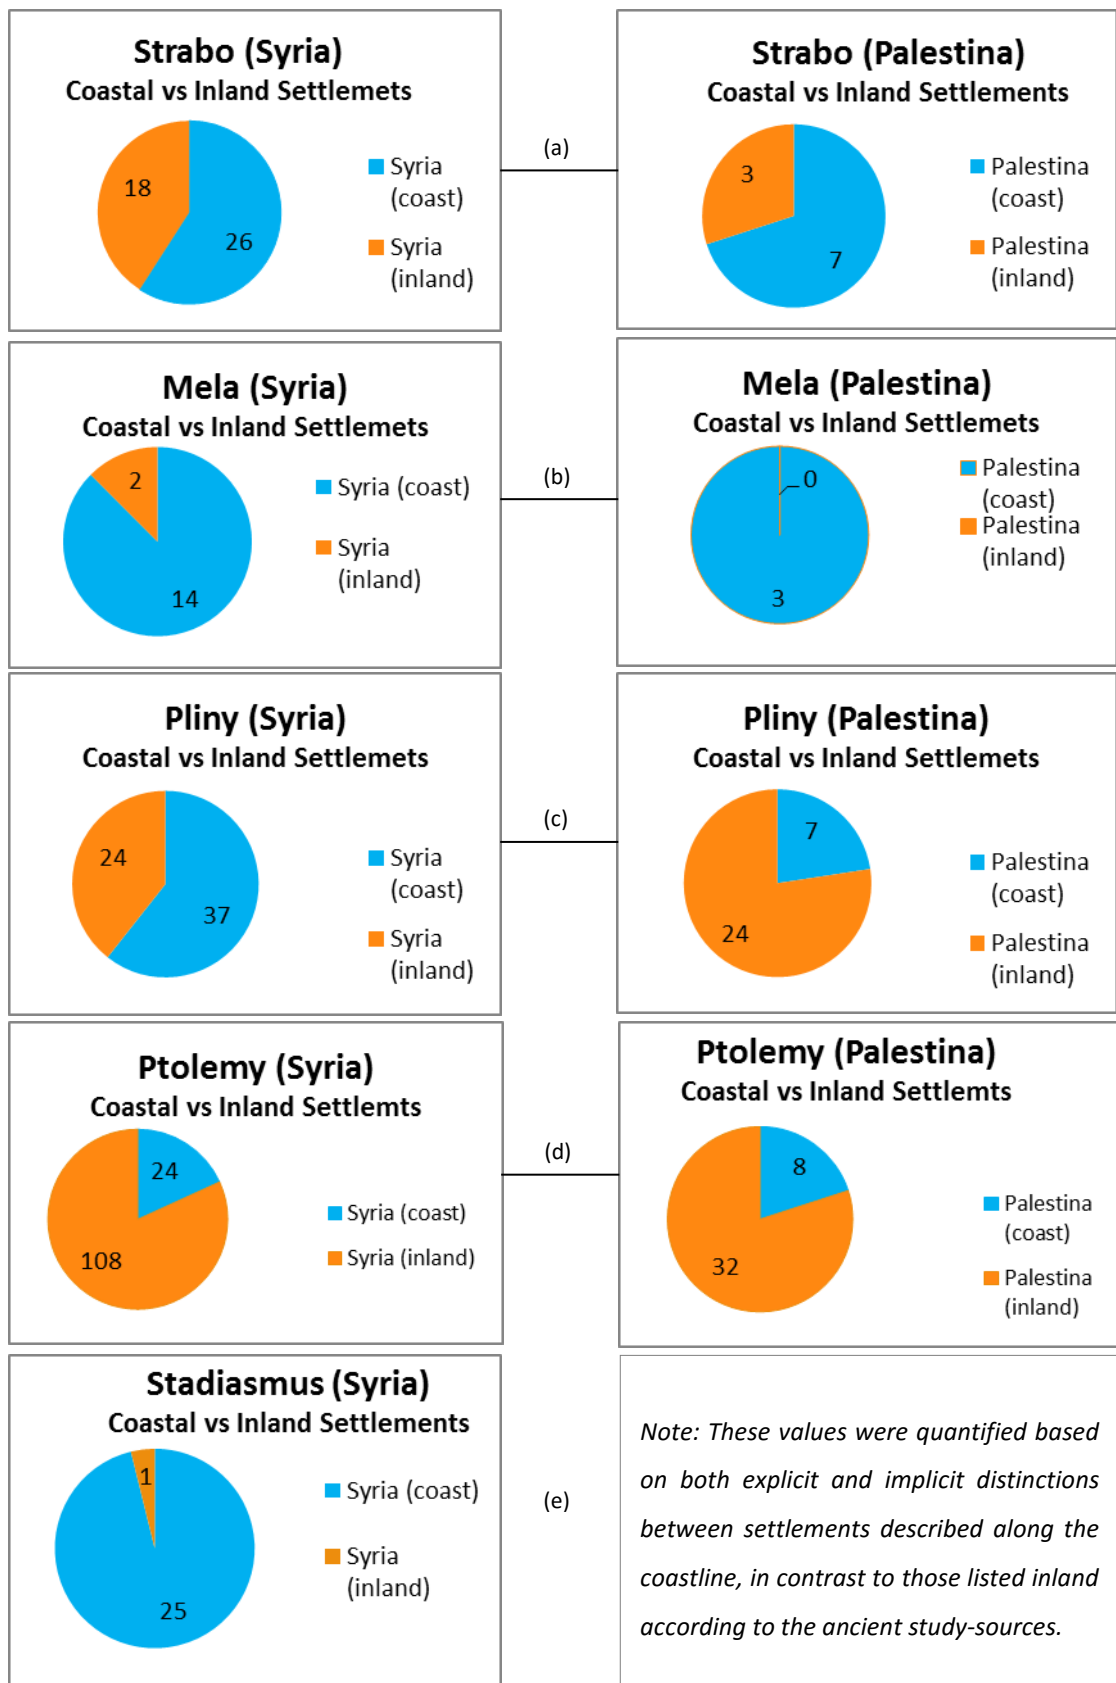 Strabo (Syria)
Coastal vs Inland Settlemets
18
26
Syria
(coast)
Syria
(inland)
(a)
Strabo (Palestina)
Coastal vs Inland Settlements
3
7
Palestina
(coast)
Palestina
(inland)
Mela (Syria)
Coastal vs Inland Settlemets
2
14
Syria (coast)
Syria
(inland)
(b)
Mela (Palestina)
Coastal vs Inland Settlemets
0
3
Palestina
(coast)
Palestina
(inland)
Pliny (Syria)
Coastal vs Inland Settlemets
24
37
Syria
(coast)
Syria
(inland)
(c)
Pliny (Palestina)
Coastal vs Inland Settlemets
7
24
Palestina
(coast)
Palestina
(inland)
Ptolemy (Syria)
Coastal vs Inland Settlemts
24
108
Syria (coast)
Syria (inland)
(d)
Ptolemy (Palestina)
Coastal vs Inland Settlemts
8
32
Palestina
(coast)
Palestina
(inland)
Stadiasmus (Syria)
Coastal vs Inland Settlements
1
25
Syria (coast)
Syria
(inland)
(e)
Note: These values were quantified based
on both explicit and implicit distinctions
between settlements described along the
coastline, in contrast to those listed inland
according to the ancient study-sources.